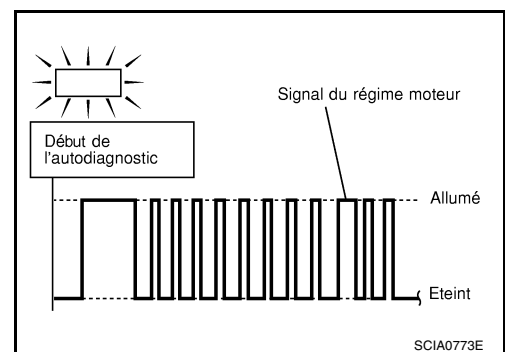 Signal du régime moteur
Début de
l'autodiagnostic
Allumé
Eteint
SCIA0773E